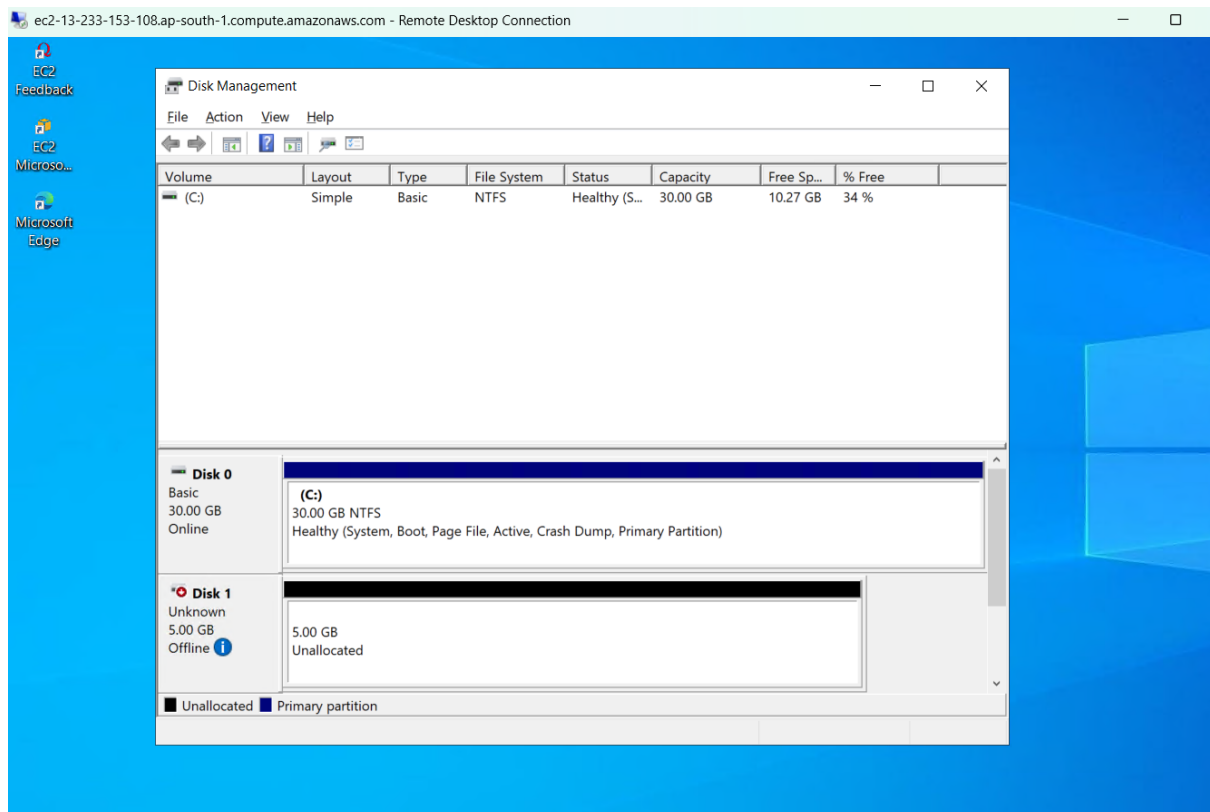 ec2-13-233-153-108.ap-south-1.compute.amazonaws.com - Remote Desktop Connection
EC2
Feedback
EC2
Microso...
Microsoft
Edge
Disk Management
File Action View Help
Volume Layout Type File System Status Capacity Free Sp... % Free
(C:) Simple Basic NTFS Healthy (S... 30.00 GB 10.27 GB 34 %
Disk 0
Basic
30.00 GB
Online
(C:)
30.00 GB NTFS
Healthy (System, Boot, Page File, Active, Crash Dump, Primary Partition)
Disk 1
Unknown
5.00 GB
Offline
5.00 GB
Unallocated
Unallocated Primary partition